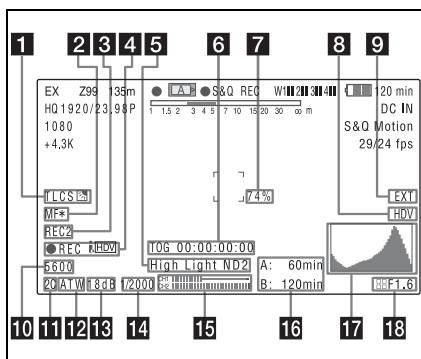 1 2 3 4 5 6 7 8 9
EX Z99 135m A S&Q REC W1 2 3 4 120 min
HQ1920/23.98P 1 1.5 2 3 4 5 7 10 15 20 30 ∞ m DC IN
1080 S&Q Motion
+4.3K 29/24 fps
TLCS 74% EXT
MF* HDV
REC2
●REC i.HDV TOG 00:00:00:00
5600 High Light ND2 A: 60min
20 ATW 18dB 1/2000 CH1 CH2 B: 120min F1.6
10 11 12 13 14 15 16 17 18